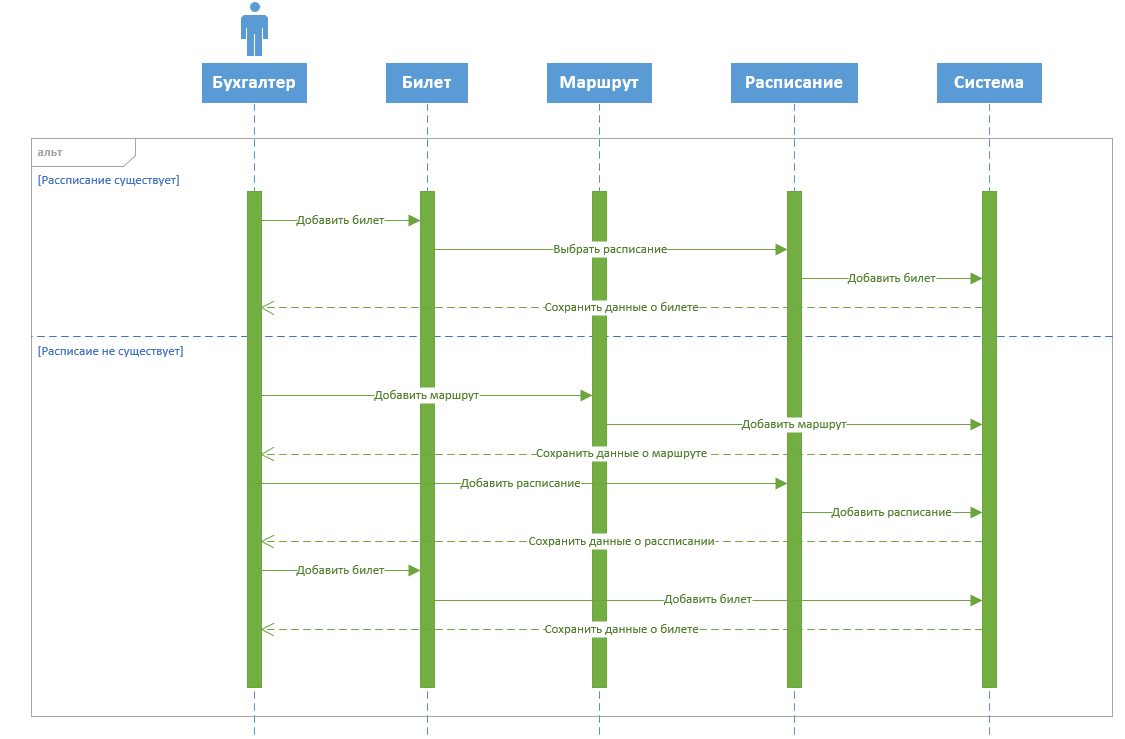 Бухгалтер
Билет
Маршрут
Расписание
Система
альт
[Рассписание существует]
Добавить билет
Выбрать расписание
Добавить билет
Сохранить данные о билете
[Расписаие не существует]
Добавить маршрут
Добавить маршрут
Сохранить данные о маршруте
Добавить расписание
Добавить расписание
Сохранить данные о рассписании
Добавить билет
Добавить билет
Сохранить данные о билете